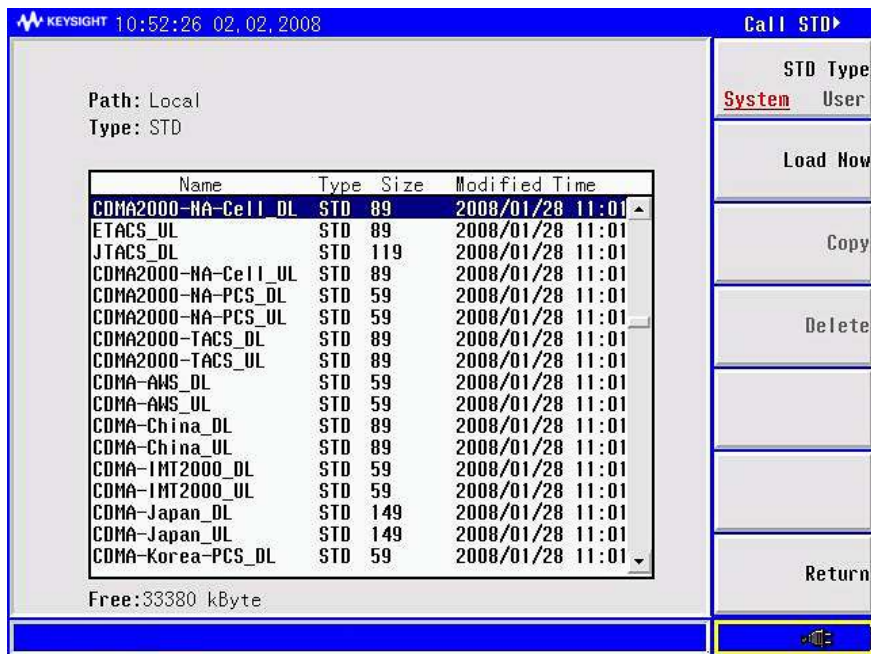 KEYSIGHT 10:52:26 02,02,2008
Call STD
Path: Local
Type: STD
Name Type Size Modified Time
CDMA2000-NA-Cell_DL STD 89 2008/01/28 11:01
ETACS_UL STD 89 2008/01/28 11:01
JTACS_DL STD 119 2008/01/28 11:01
CDMA2000-NA-Cell_UL STD 89 2008/01/28 11:01
CDMA2000-NA-PCS_DL STD 59 2008/01/28 11:01
CDMA2000-NA-PCS_UL STD 59 2008/01/28 11:01
CDMA2000-TACS_DL STD 89 2008/01/28 11:01
CDMA2000-TACS_UL STD 89 2008/01/28 11:01
CDMA-AWS_DL STD 59 2008/01/28 11:01
CDMA-AWS_UL STD 59 2008/01/28 11:01
CDMA-China_DL STD 89 2008/01/28 11:01
CDMA-China_UL STD 89 2008/01/28 11:01
CDMA-IMT2000_DL STD 59 2008/01/28 11:01
CDMA-IMT2000_UL STD 59 2008/01/28 11:01
CDMA-Japan_DL STD 149 2008/01/28 11:01
CDMA-Japan_UL STD 149 2008/01/28 11:01
CDMA-Korea-PCS_DL STD 59 2008/01/28 11:01
Free:33380 kByte
STD Type
System User
Load Now
Copy
Delete
Return